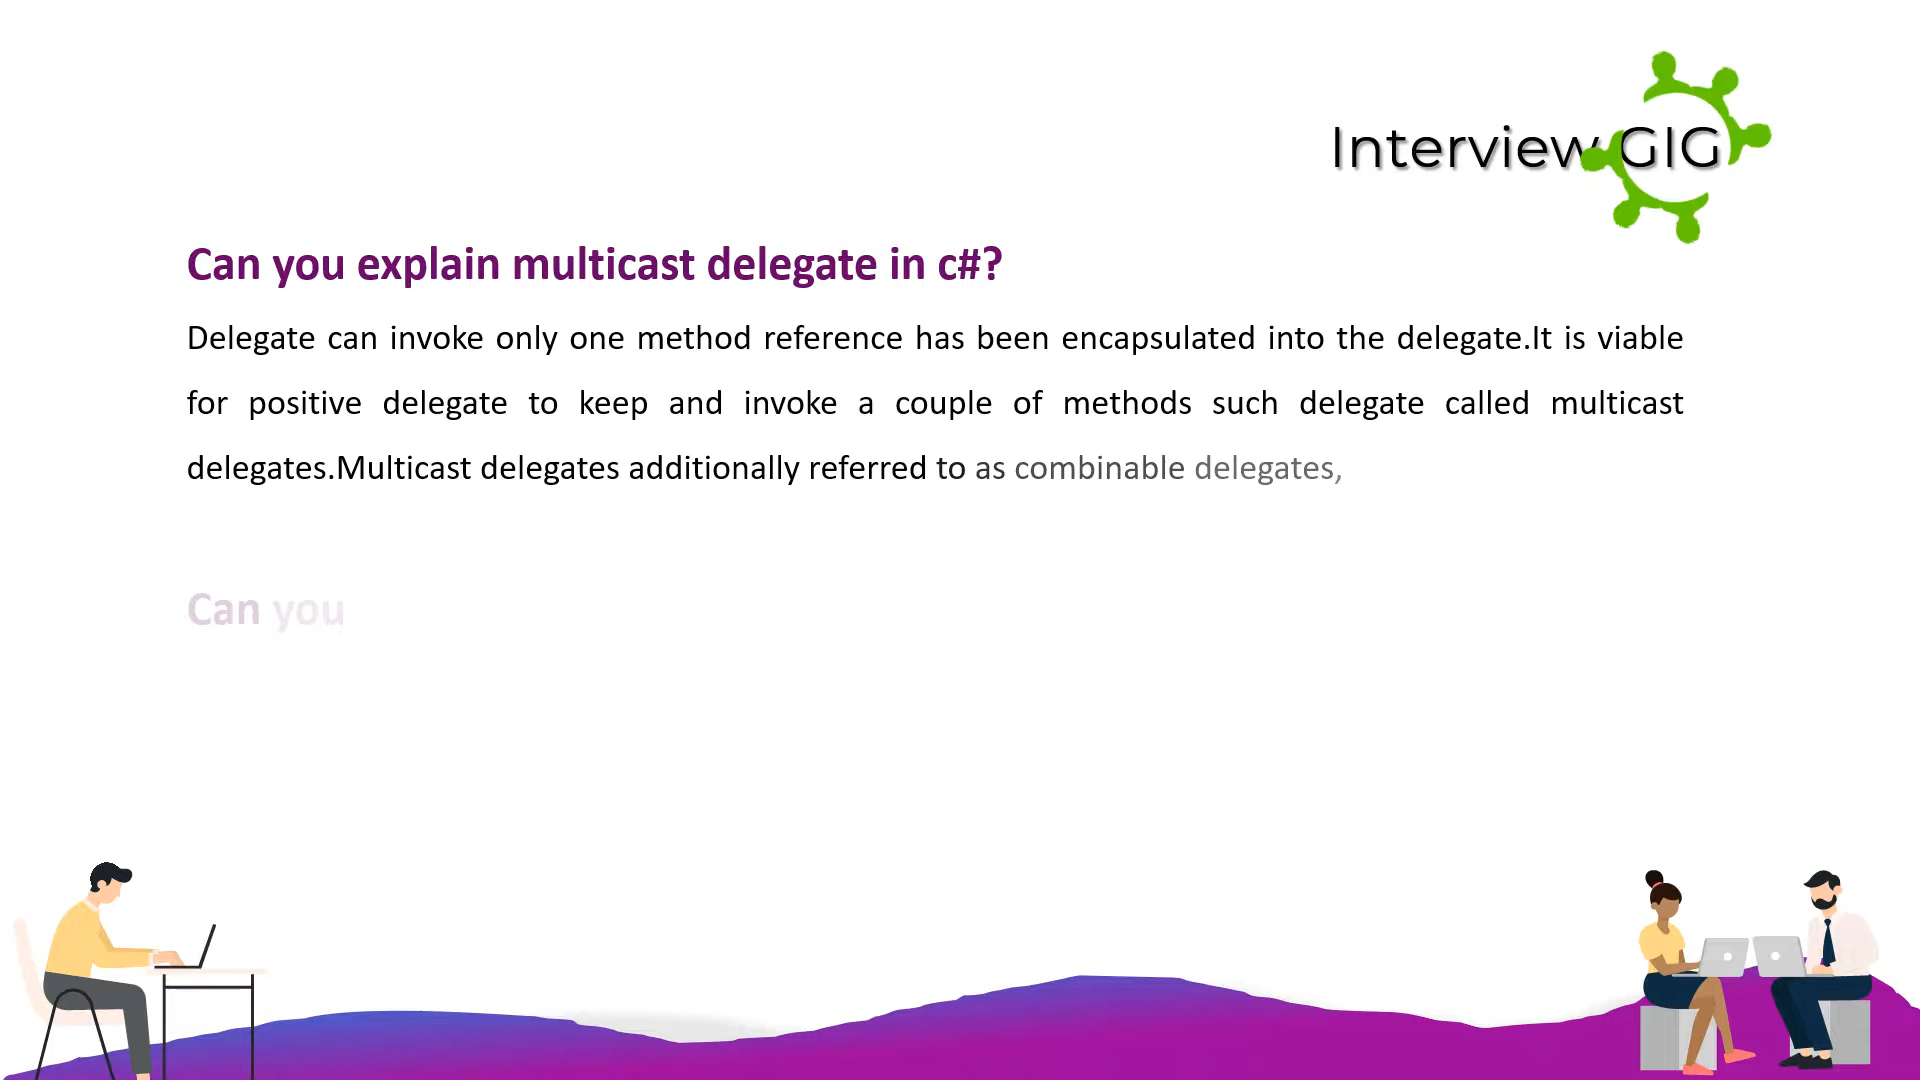 Interview GIG
Can you explain multicast delegate in c#?
Delegate can invoke only one method reference has been encapsulated into the delegate.It is viable
for positive delegate to keep and invoke a couple of methods such delegate called multicast
delegates.Multicast delegates additionally referred to as combinable delegates,
Can you